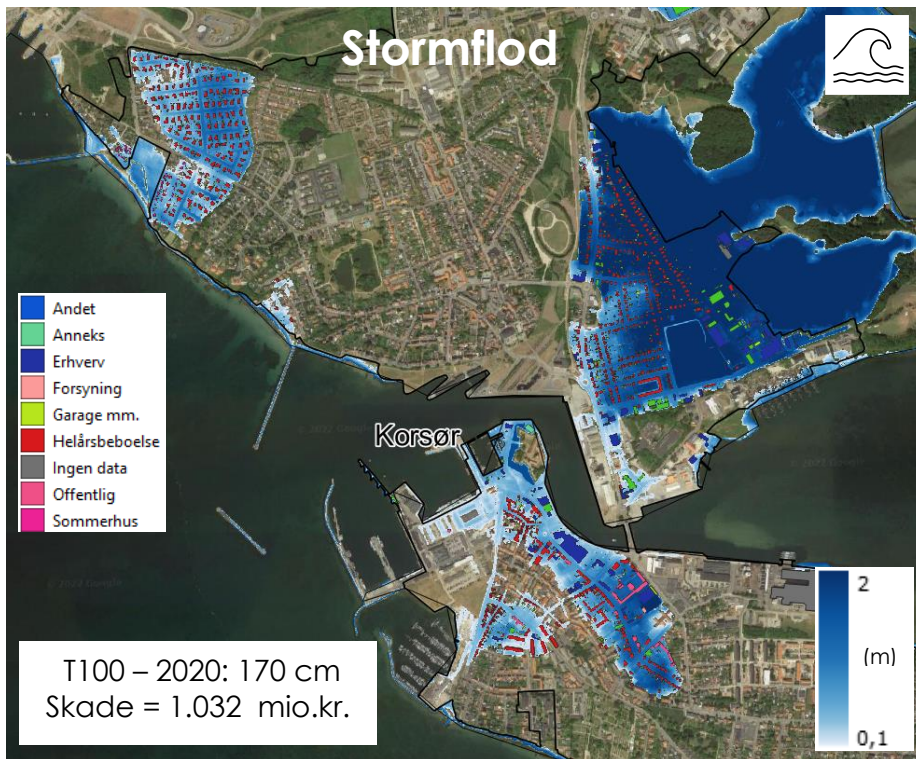 Stormflod
Andet
Anneks
Erhverv
Forsyning
Garage mm.
Helårsbeboelse
Ingen data
Offentlig
Sommerhus
Korsør
T100 – 2020: 170 cm
Skade = 1.032 mio.kr.
2
(m)
0,1